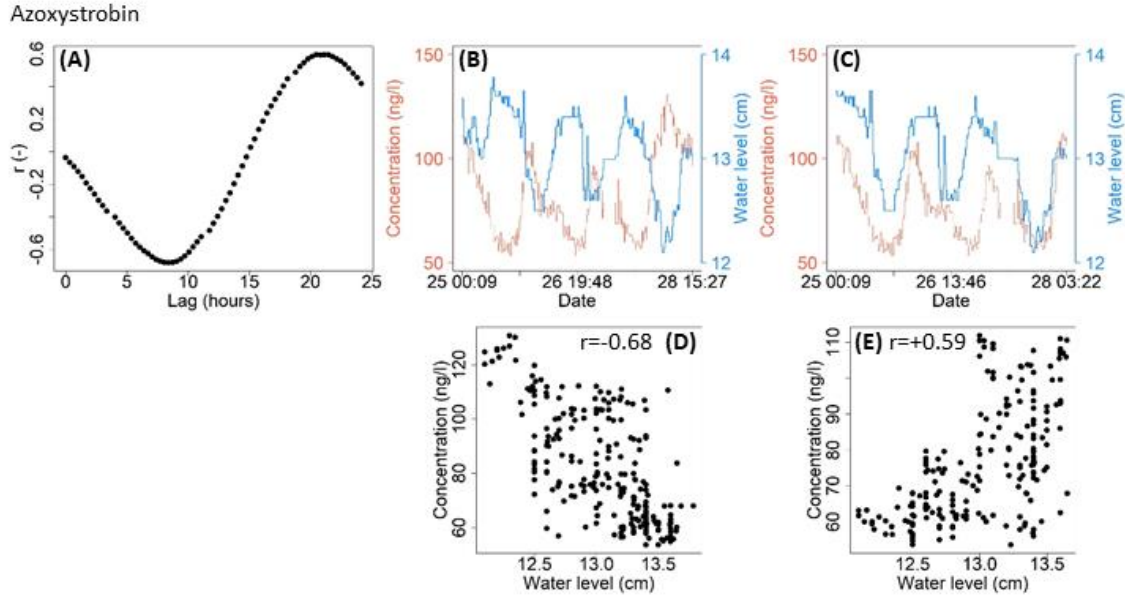 Azoxystrobin
(A)
r (-)
0.6
0.2
-0.2
-0.6
0 5 10 15 20 25
Lag (hours)
(B)
Concentration (ng/l)
150
100
50
Water level (cm)
14
13
12
25 00:09 26 19:48 28 15:27
Date
(C)
Concentration (ng/l)
150
100
50
Water level (cm)
14
13
12
25 00:09 26 13:46 28 03:22
Date
r=-0.68 (D)
Concentration (ng/l)
120
100
80
60
12.5 13.0 13.5
Water level (cm)
(E) r=+0.59
Concentration (ng/l)
110
90
80
70
60
12.5 13.0 13.5
Water level (cm)